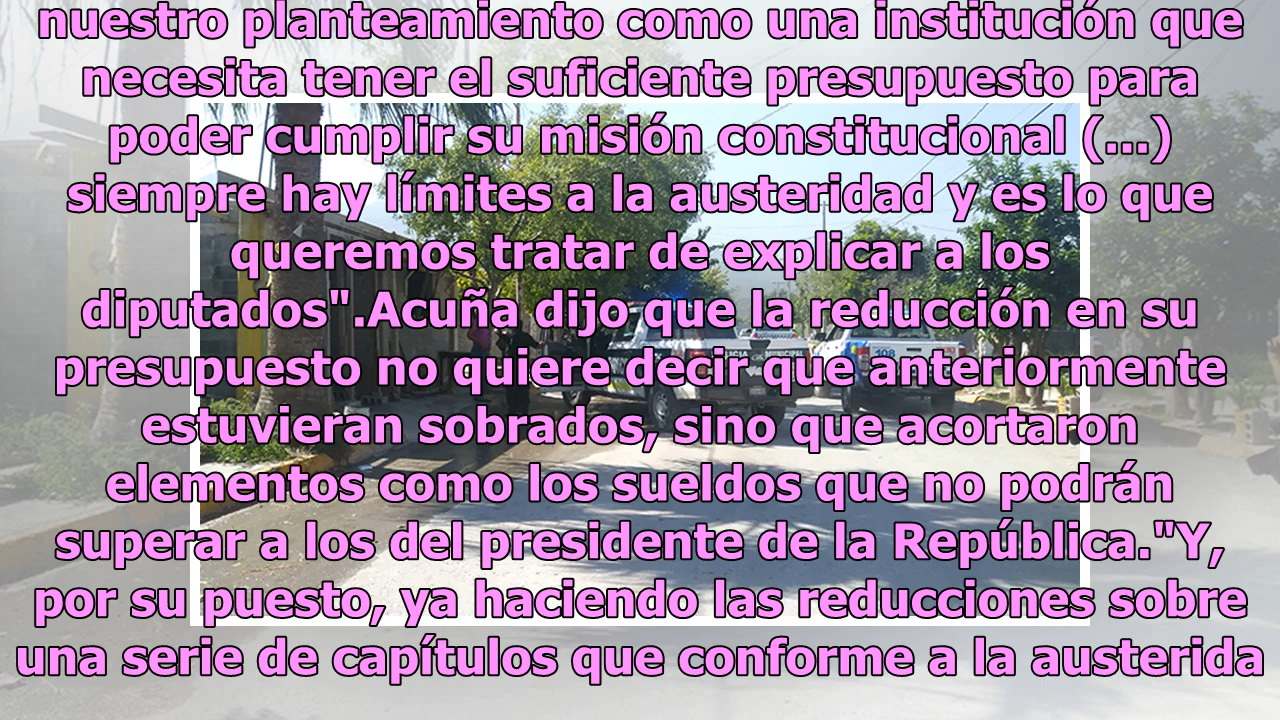 nuestro planteamiento como una institución que
necesita tener el suficiente presupuesto para
poder cumplir su misión constitucional (...)
siempre hay límites a la austeridad y es lo que
queremos tratar de explicar a los
diputados".Acuña dijo que la reducción en su
presupuesto no quiere decir que anteriormente
estuvieran sobrados, sino que acortaron
elementos como los sueldos que no podrán
superar a los del presidente de la República."Y,
por su puesto, ya haciendo las reducciones sobre
una serie de capítulos que conforme a la austerida
MUNICIPAL
108